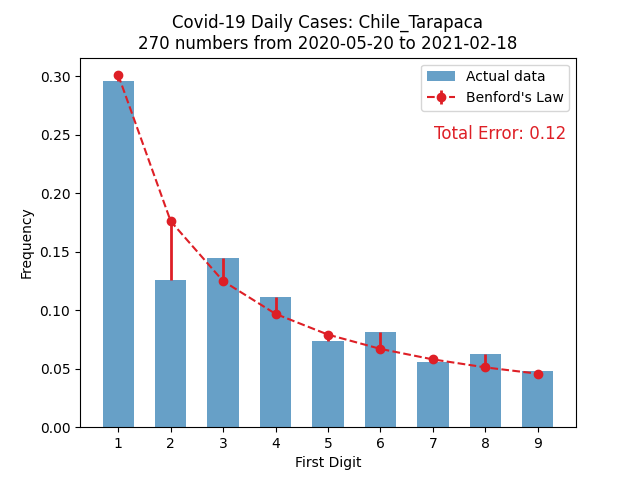 Covid-19 Daily Cases: Chile_Tarapaca
270 numbers from 2020-05-20 to 2021-02-18
Actual data
Benford's Law
Total Error: 0.12
Frequency
0.30
0.25
0.20
0.15
0.10
0.05
0.00
1 2 3 4 5 6 7 8 9
First Digit